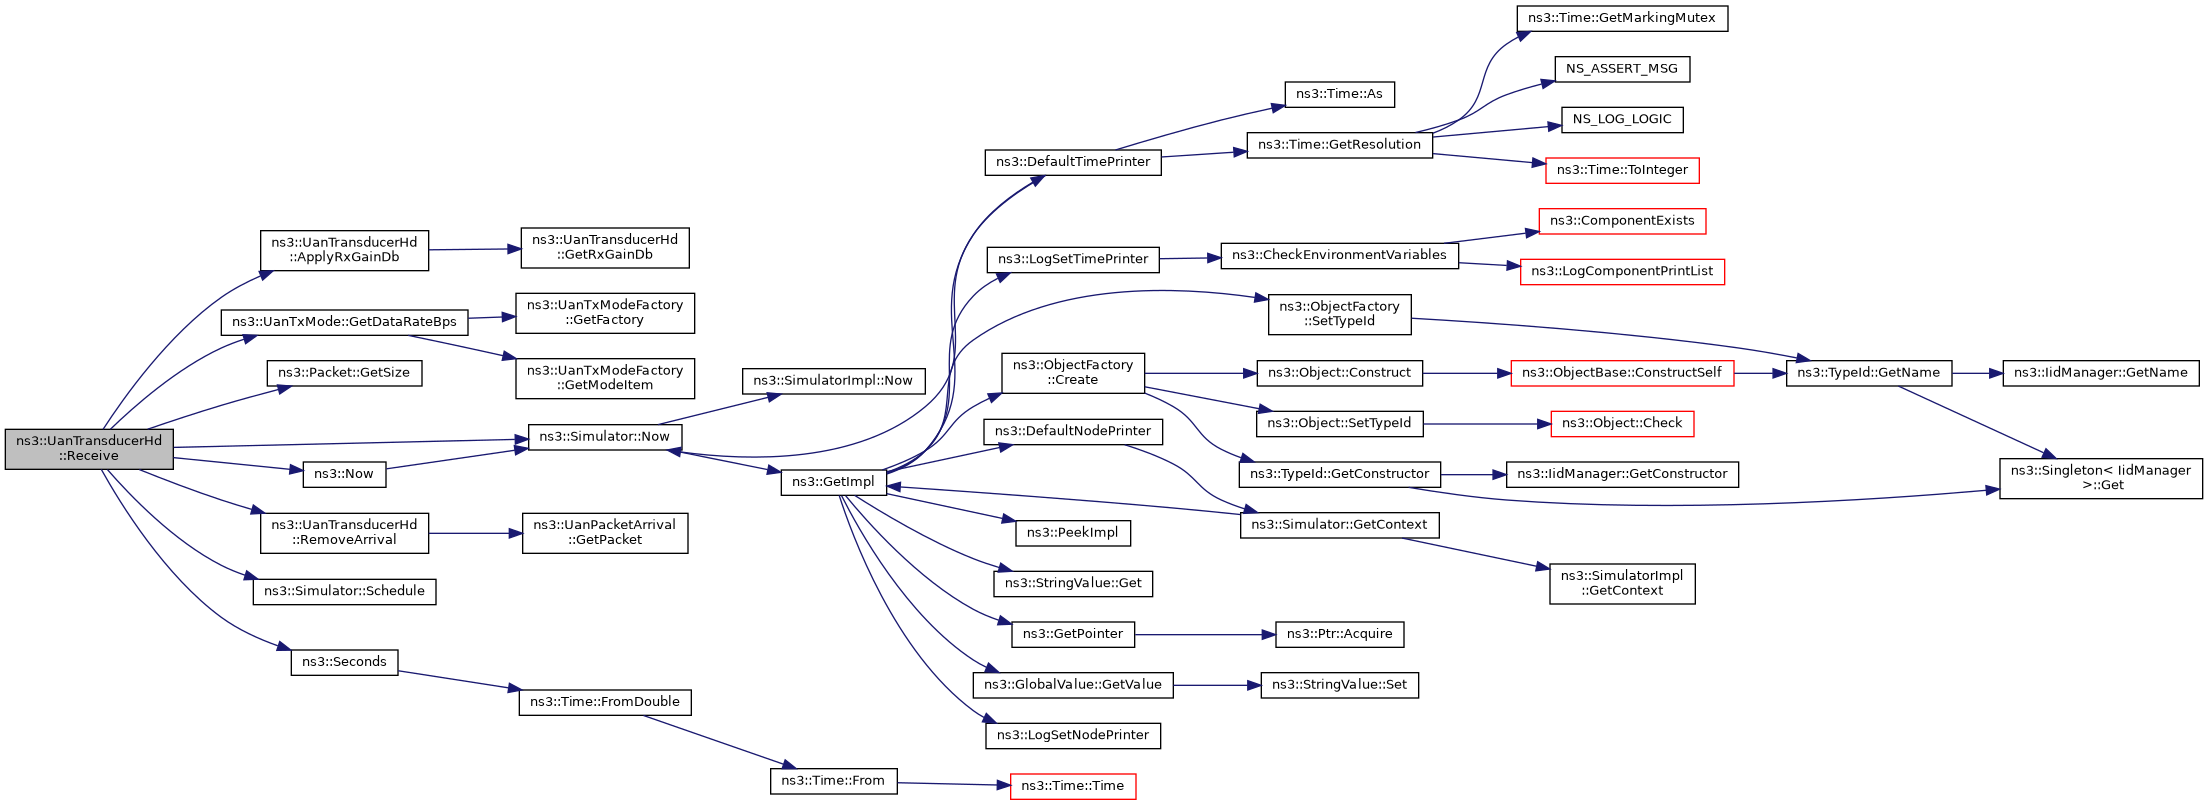 ns3::UanTransducerHd
::Receive
ns3::UanTransducerHd
::ApplyRxGainDb
ns3::UanTransducerHd
::GetRxGainDb
ns3::UanTxMode::GetDataRateBps
ns3::UanTxModeFactory
::GetFactory
ns3::UanTxModeFactory
::GetModeItem
ns3::Packet::GetSize
ns3::Simulator::Now
ns3::Now
ns3::UanTransducerHd
::RemoveArrival
ns3::UanPacketArrival
::GetPacket
ns3::Simulator::Schedule
ns3::Seconds
ns3::Time::FromDouble
ns3::SimulatorImpl::Now
ns3::GetImpl
ns3::Time::From
ns3::Time::Time
ns3::DefaultTimePrinter
ns3::Time::As
ns3::Time::GetResolution
ns3::Time::GetMarkingMutex
NS_ASSERT_MSG
NS_LOG_LOGIC
ns3::Time::ToInteger
ns3::LogSetTimePrinter
ns3::CheckEnvironmentVariables
ns3::ComponentExists
ns3::LogComponentPrintList
ns3::ObjectFactory
::SetTypeId
ns3::ObjectFactory
::Create
ns3::Object::Construct
ns3::ObjectBase::ConstructSelf
ns3::TypeId::GetName
ns3::IidManager::GetName
ns3::Object::SetTypeId
ns3::Object::Check
ns3::TypeId::GetConstructor
ns3::IidManager::GetConstructor
ns3::Singleton< IidManager
>::Get
ns3::DefaultNodePrinter
ns3::Simulator::GetContext
ns3::SimulatorImpl
::GetContext
ns3::PeekImpl
ns3::StringValue::Get
ns3::GetPointer
ns3::Ptr::Acquire
ns3::GlobalValue::GetValue
ns3::StringValue::Set
ns3::LogSetNodePrinter